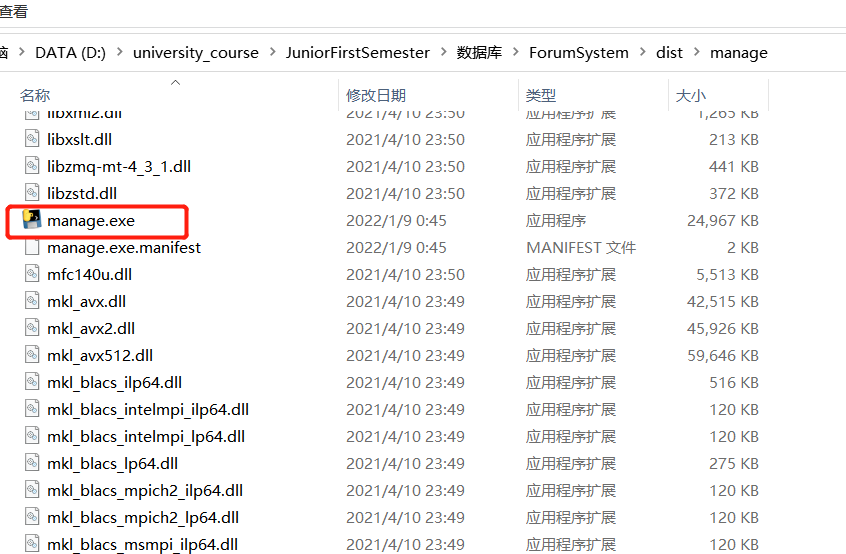 查看
DATA (D:) > university_course > JuniorFirstSemester > 数据库 > ForumSystem > dist > manage
名称 修改日期 类型 大小
libxml2.dll 2021/4/10 23:50 应用程序扩展 1,265 KB
libxslt.dll 2021/4/10 23:50 应用程序扩展 213 KB
libzmq-mt-4_3_1.dll 2021/4/10 23:50 应用程序扩展 441 KB
libzstd.dll 2021/4/10 23:50 应用程序扩展 372 KB
manage.exe 2022/1/9 0:45 应用程序 24,967 KB
manage.exe.manifest 2022/1/9 0:45 MANIFEST 文件 2 KB
mfc140u.dll 2021/4/10 23:50 应用程序扩展 5,513 KB
mkl_avx.dll 2021/4/10 23:49 应用程序扩展 42,515 KB
mkl_avx2.dll 2021/4/10 23:49 应用程序扩展 45,926 KB
mkl_avx512.dll 2021/4/10 23:49 应用程序扩展 59,646 KB
mkl_blacs_ilp64.dll 2021/4/10 23:49 应用程序扩展 516 KB
mkl_blacs_intelmpi_ilp64.dll 2021/4/10 23:49 应用程序扩展 120 KB
mkl_blacs_intelmpi_lp64.dll 2021/4/10 23:49 应用程序扩展 120 KB
mkl_blacs_lp64.dll 2021/4/10 23:49 应用程序扩展 275 KB
mkl_blacs_mpich2_ilp64.dll 2021/4/10 23:49 应用程序扩展 120 KB
mkl_blacs_mpich2_lp64.dll 2021/4/10 23:49 应用程序扩展 120 KB
mkl_blacs_msmpi_ilp64.dll 2021/4/10 23:49 应用程序扩展 120 KB